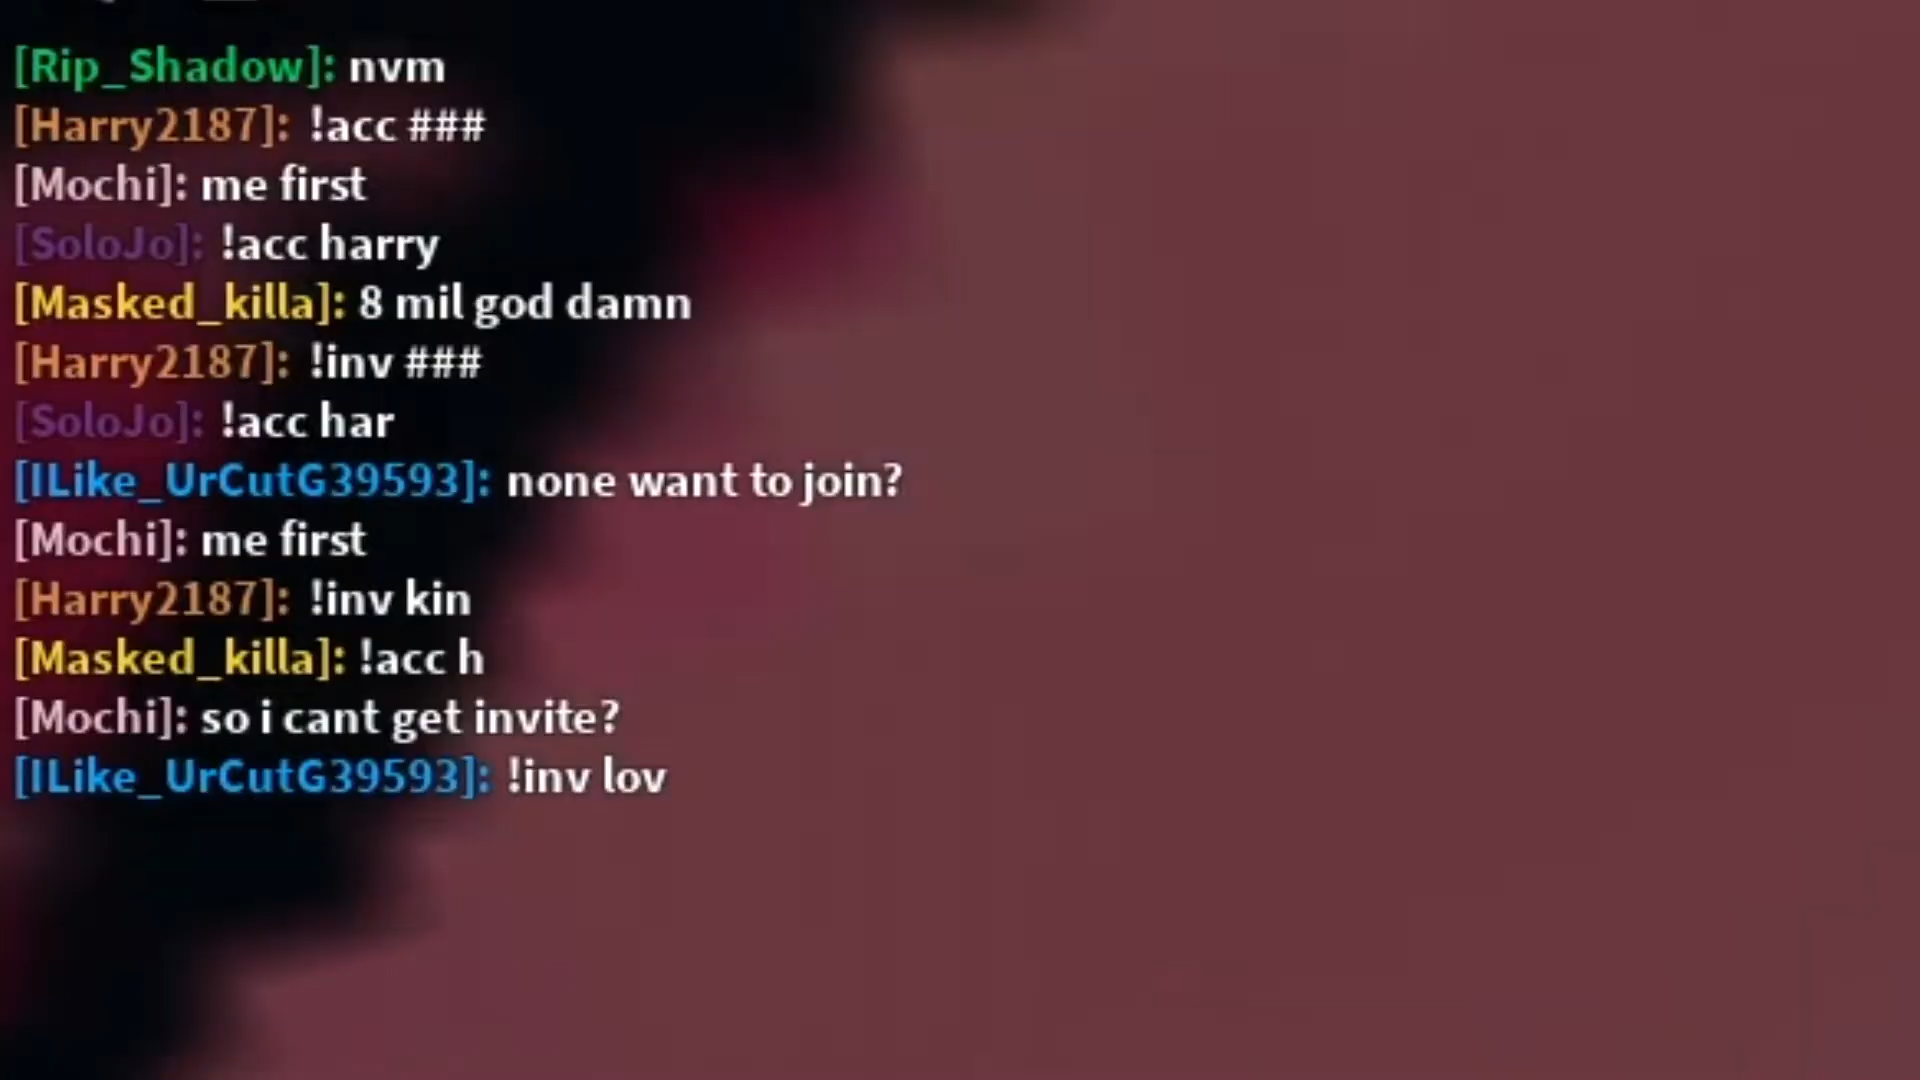 [Rip_Shadow]: nvm
[Harry2187]: !acc ###
[Mochi]: me first
[SoloJo]: !acc harry
[Masked_killa]: 8 mil god damn
[Harry2187]: !inv ###
[SoloJo]: !acc har
[ILike_UrCutG39593]: none want to join?
[Mochi]: me first
[Harry2187]: !inv kin
[Masked_killa]: !acc h
[Mochi]: so i cant get invite?
[ILike_UrCutG39593]: !inv lov